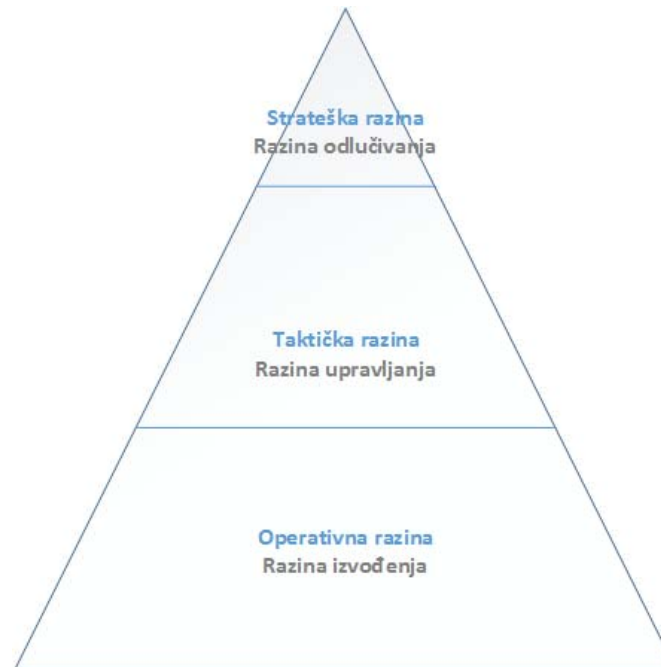 Strateška razina
Razina odlučivanja
Taktička razina
Razina upravljanja
Operativna razina
Razina izvođenja